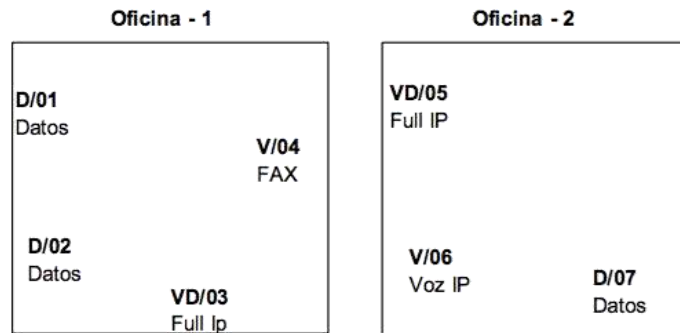 Oficina - 1
D/01
Datos
V/04
FAX
D/02
Datos
VD/03
Full Ip
Oficina - 2
VD/05
Full IP
V/06
Voz IP
D/07
Datos